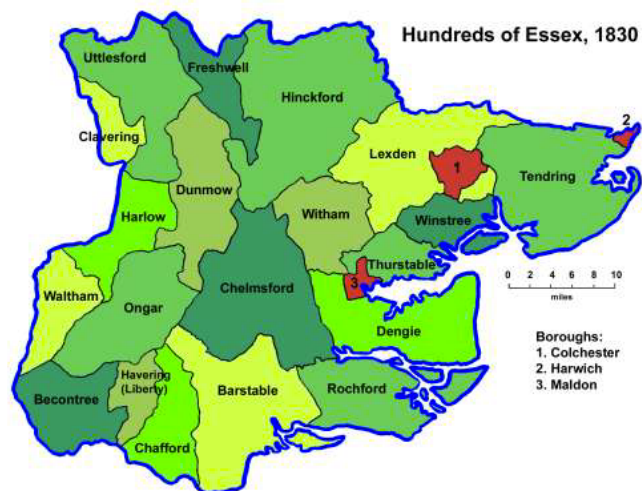 Hundreds of Essex, 1830
Uttlesford
Freshwell
Hinckford
2
Clavering
Lexden
1
Tendring
Dunmow
Harlow
Witham
Winstree
Thurstable
3
0 2 4 6 8 10
miles
Waltham
Ongar
Chelmsford
Dengie
Boroughs:
1. Colchester
2. Harwich
3. Maldon
Havering
(Liberty)
Becontree
Barstable
Rochford
Chafford